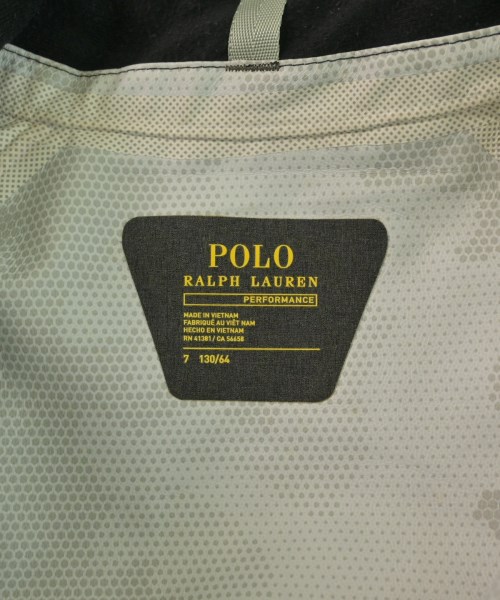 POLO
RALPH LAUREN
PERFORMANCE
MADE IN VIETNAM
FABRIQUÉ AU VIÊT NAM
HECHO EN VIETNAM
RN 41381 / CA 56658
7 130/64